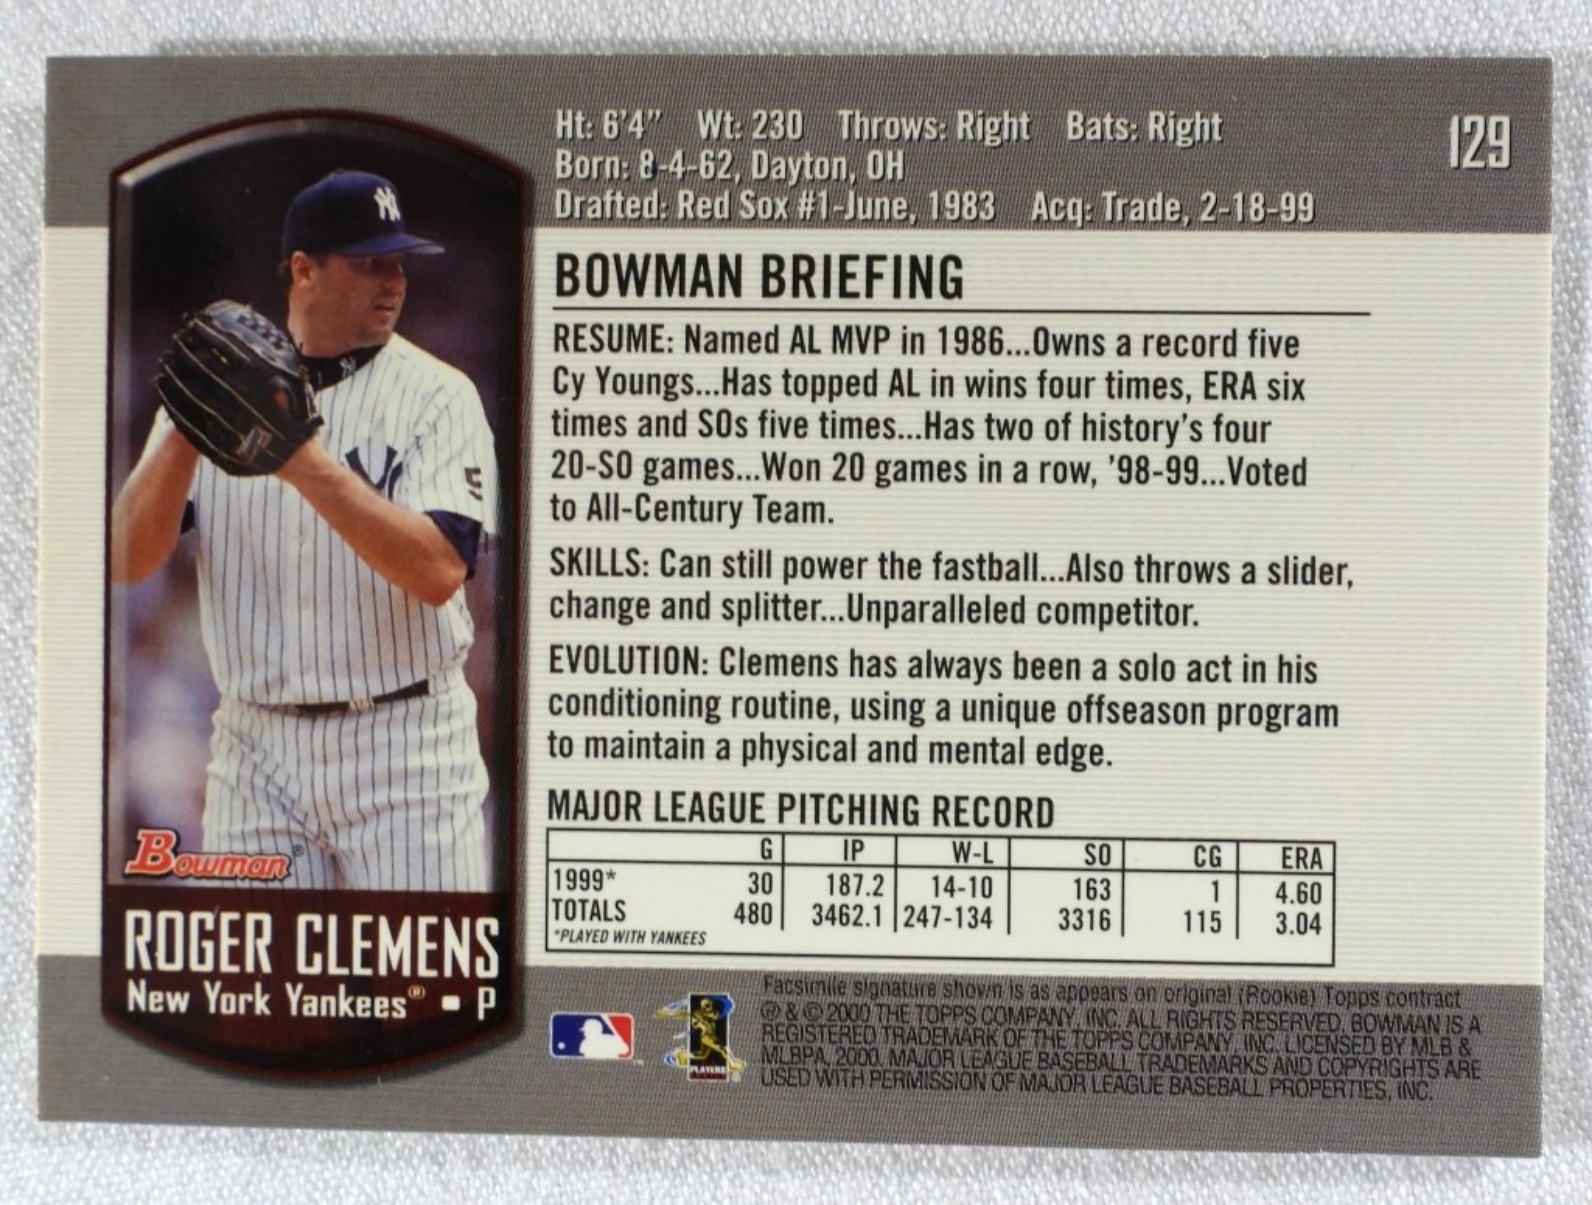 129
Ht: 6'4" Wt: 230 Throws: Right Bats: Right
Born: 8-4-62, Dayton, OH
Drafted: Red Sox #1-June, 1983 Acq: Trade, 2-18-99
BOWMAN BRIEFING
RESUME: Named AL MVP in 1986...Owns a record five
Cy Youngs...Has topped AL in wins four times, ERA six
times and SOs five times...Has two of history's four
20-SO games...Won 20 games in a row, '98-99...Voted
to All-Century Team.
SKILLS: Can still power the fastball...Also throws a slider,
change and splitter...Unparalleled competitor.
EVOLUTION: Clemens has always been a solo act in his
conditioning routine, using a unique offseason program
to maintain a physical and mental edge.
MAJOR LEAGUE PITCHING RECORD
G IP W-L SO CG ERA
1999* 30 187.2 14-10 163 1 4.60
TOTALS 480 3462.1 247-134 3316 115 3.04
*PLAYED WITH YANKEES
NY
Bowman®
ROGER CLEMENS
New York Yankees® ▪ P
PLAYERS
Facsimile signature shown is as appears on original (Rookie) Topps contract
® & © 2000 THE TOPPS COMPANY, INC. ALL RIGHTS RESERVED. BOWMAN IS A
REGISTERED TRADEMARK OF THE TOPPS COMPANY, INC. LICENSED BY MLB &
MLBPA, 2000. MAJOR LEAGUE BASEBALL TRADEMARKS AND COPYRIGHTS ARE
USED WITH PERMISSION OF MAJOR LEAGUE BASEBALL PROPERTIES, INC.